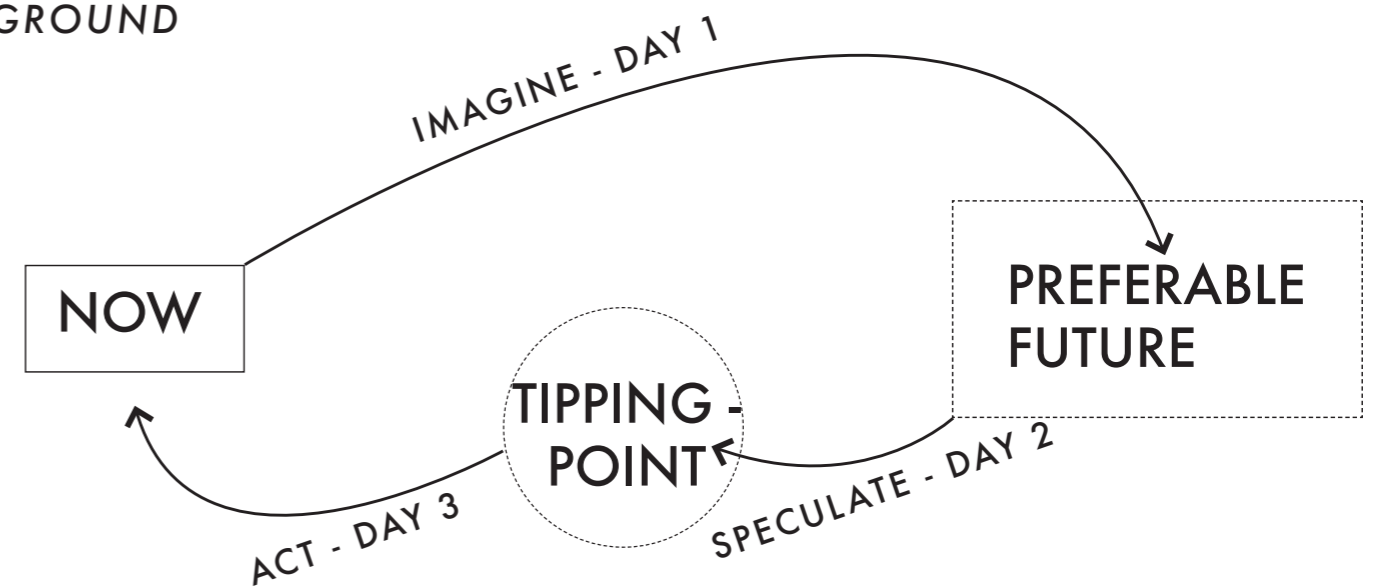 GROUND
IMAGINE - DAY 1
NOW
PREFERABLE
FUTURE
TIPPING -
POINT
SPECULATE - DAY 2
ACT - DAY 3